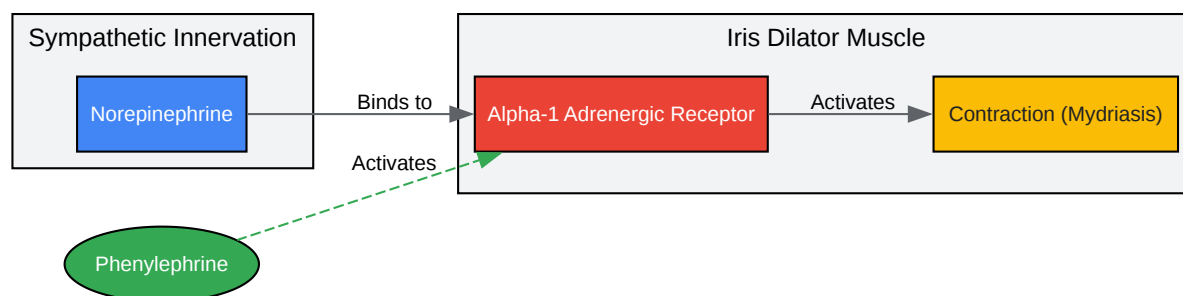 Sympathetic Innervation
Iris Dilator Muscle
Norepinephrine
Binds to
Alpha-1 Adrenergic Receptor
Activates
Contraction (Mydriasis)
Activates
Phenylephrine